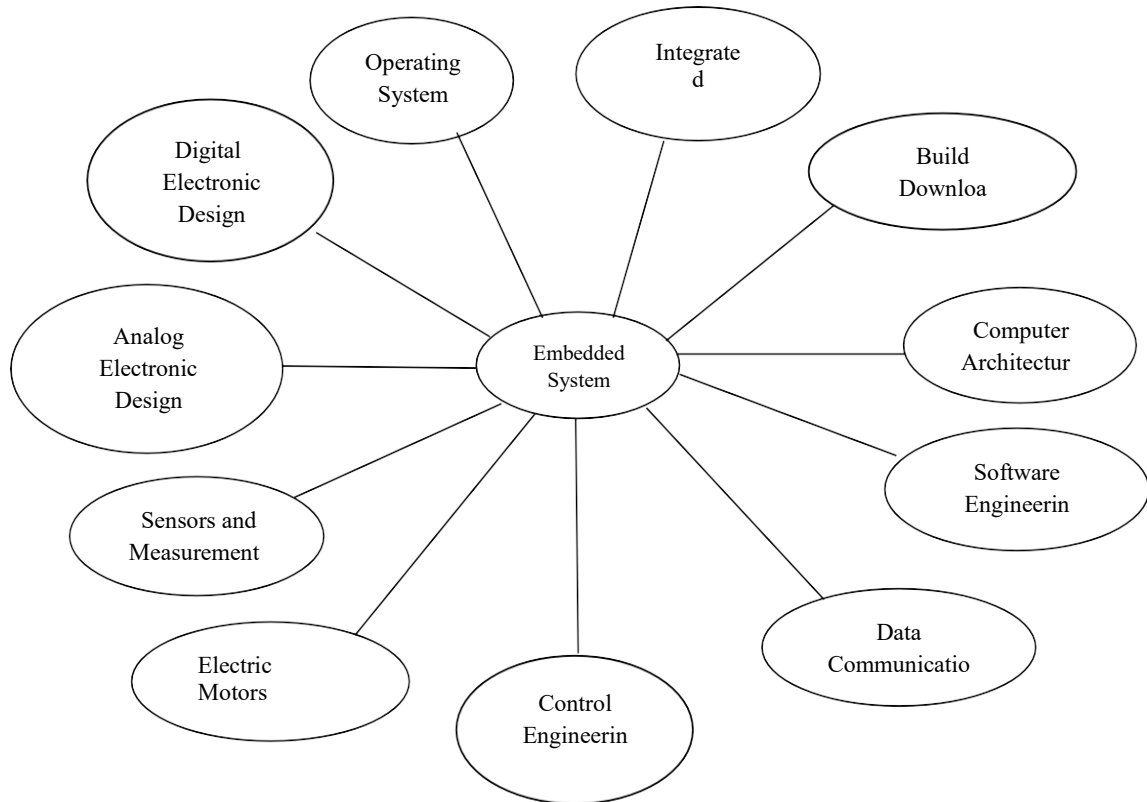 Operating
System
Integrate
d
Digital
Electronic
Design
Build
Downloa
Analog
Electronic
Design
Embedded
System
Computer
Architectur
Software
Engineerin
Sensors and
Measurement
Data
Communicatio
Electric
Motors
Control
Engineerin